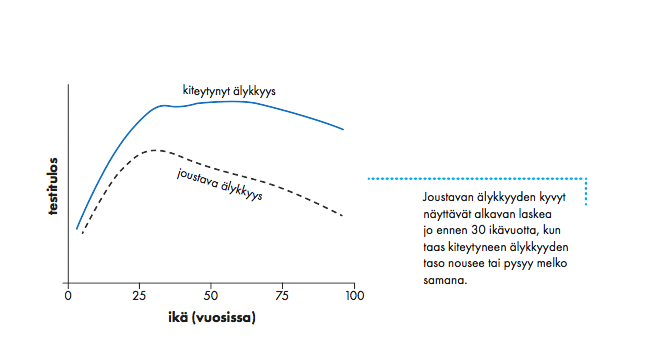 kiteytynyt älykkyys
joustava älykkyys
testitulos
0 25 50 75 100
ikä (vuosissa)
Joustavan älykkyyden kyvyt
näyttävät alkavan laskea
jo ennen 30 ikävuotta, kun
taas kiteytyneen älykkyyden
taso nousee tai pysyy melko
samana.